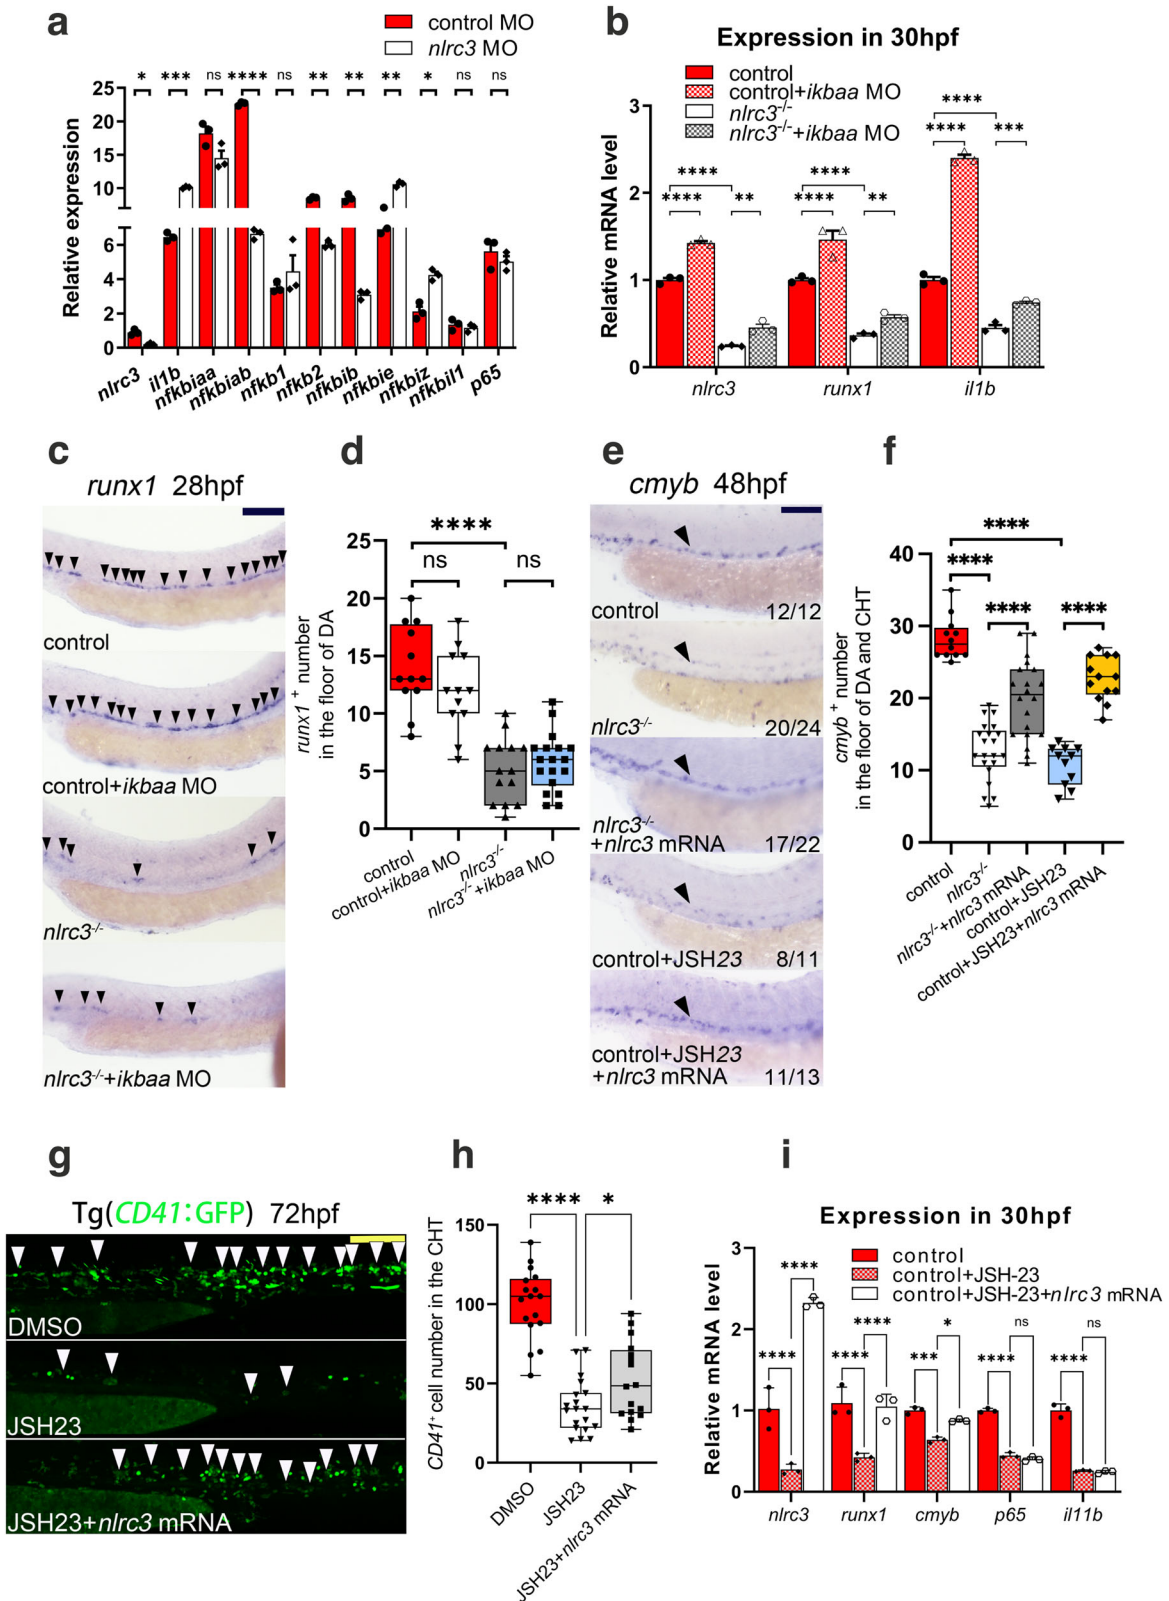 a
control MO
nlrc3 MO
* *** ns **** ns ** ** ** * ns ns
Relative expression
25
20
15
10
6
4
2
0
nlrc3 il1b nfkbiaa nfkbiab nfkb1 nfkb2 nfkbib nfkbie nfkbiz nfkbil1 p65
b
Expression in 30hpf
control
control+ikbaa MO
nlrc3-/-
nlrc3-/-+ikbaa MO
**** **** **
**** **** **
**** **** ***
Relative mRNA level
3
2
1
0
nlrc3 runx1 il1b
c
runx1 28hpf
control
control+ikbaa MO
nlrc3-/-
nlrc3-/-+ikbaa MO
d
****
ns ns
runx1+ number
in the floor of DA
25
20
15
10
5
0
control
control+ikbaa MO
nlrc3-/-
nlrc3-/-+ikbaa MO
e
cmyb 48hpf
control 12/12
nlrc3-/- 20/24
nlrc3-/-
+nlrc3 mRNA 17/22
control+JSH23 8/11
control+JSH23
+nlrc3 mRNA 11/13
f
****
****
**** ****
cmyb+ number
in the floor of DA and CHT
40
30
20
10
0
control
nlrc3-/-
nlrc3-/-+nlrc3 mRNA
control+JSH23
control+JSH23+nlrc3 mRNA
g
Tg(CD41:GFP) 72hpf
DMSO
JSH23
JSH23+nlrc3 mRNA
h
**** *
CD41+ cell number in the CHT
150
100
50
0
DMSO
JSH23
JSH23+nlrc3 mRNA
i
Expression in 30hpf
control
control+JSH-23
control+JSH-23+nlrc3 mRNA
**** ****
**** ****
*** *
**** ns
**** ns
Relative mRNA level
3
2
1
0
nlrc3 runx1 cmyb p65 il11b